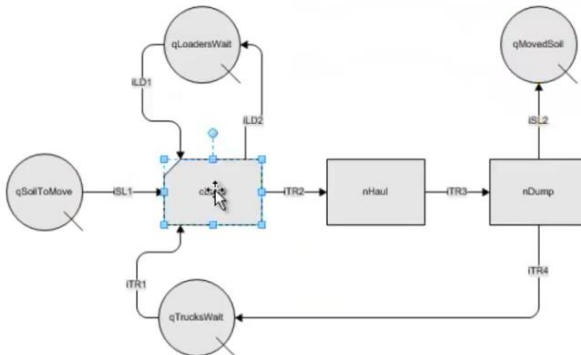 qLoadersWait
qMovedSoil
iLD1
iLD2
iSL2
qSoilToMove
iSL1
iTR2
nHaul
iTR3
nDump
iTR1
iTR4
qTrucksWait